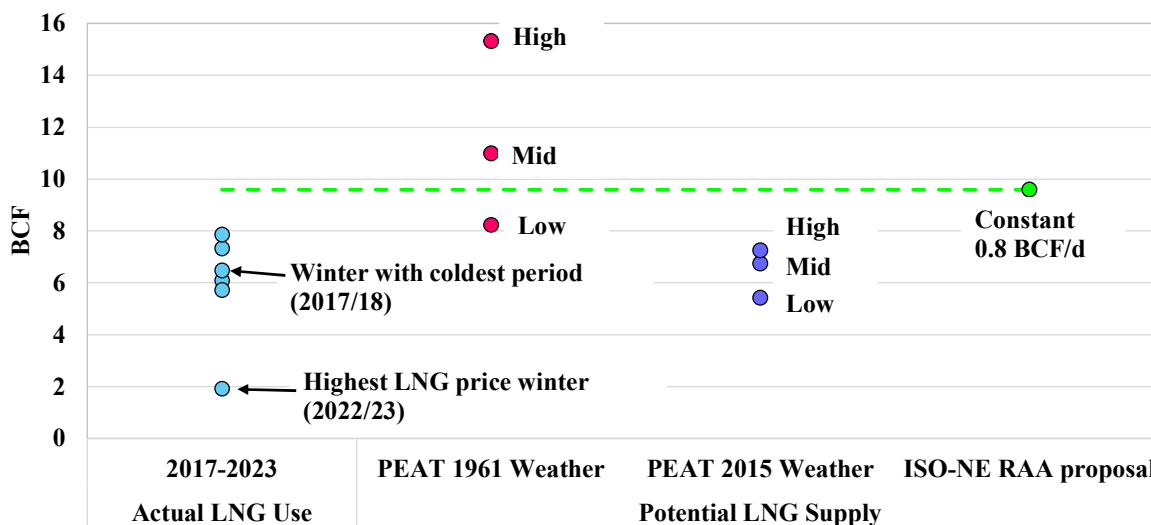 16
14
12
10
8
6
4
2
0
BCF
High
Mid
Low
High
Mid
Low
Constant
0.8 BCF/d
Winter with coldest period
(2017/18)
Highest LNG price winter
(2022/23)
2017-2023
PEAT 1961 Weather
PEAT 2015 Weather
ISO-NE RAA proposal
Actual LNG Use
Potential LNG Supply